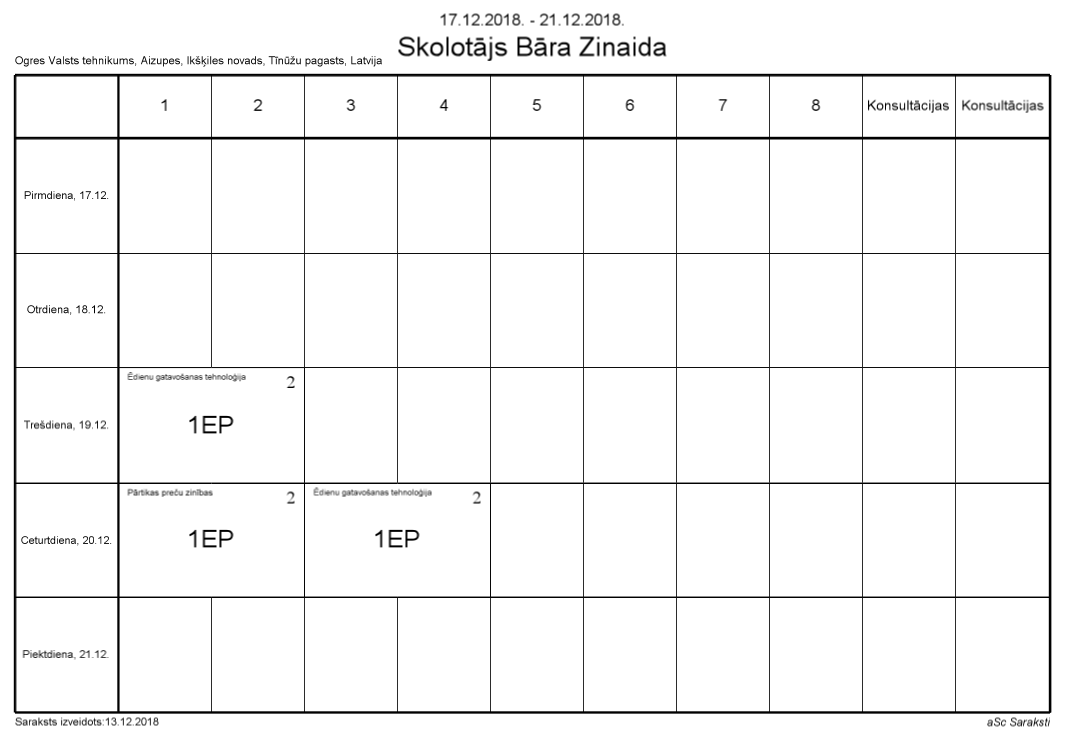 17.12.2018. - 21.12.2018.
Skolotājs Bāra Zinaida
Ogres Valsts tehnikums, Aizupes, Ikšķiles novads, Tīnūžu pagasts, Latvija
1 2 3 4 5 6 7 8 Konsultācijas Konsultācijas
Pirmdiena, 17.12.
Otrdiena, 18.12.
Ēdienu gatavošanas tehnoloģija 2
Trešdiena, 19.12. 1EP
Pārtikas preču zinības 2 Ēdienu gatavošanas tehnoloģija 2
Ceturtdiena, 20.12. 1EP 1EP
Piektdiena, 21.12.
Saraksts izveidots:13.12.2018 aSc Saraksti